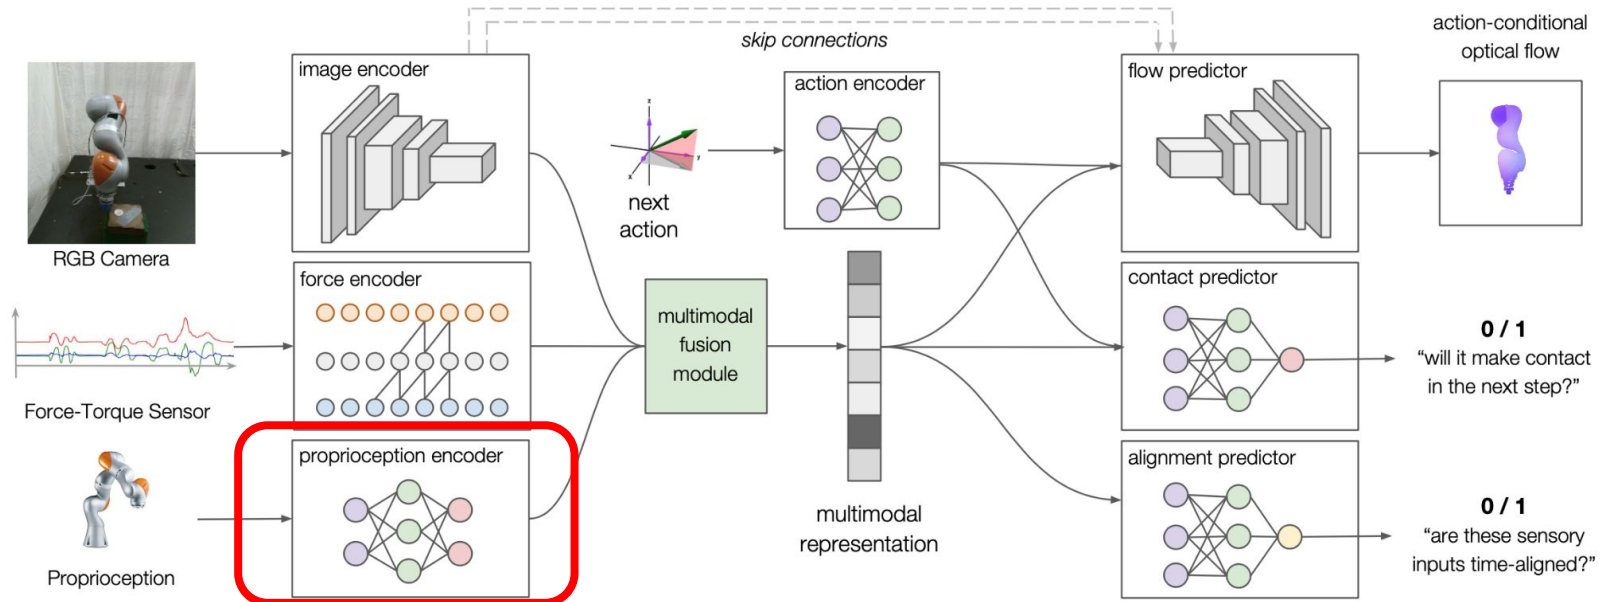 skip connections
action-conditional
optical flow
image encoder
action encoder
flow predictor
z
y
x
next
action
RGB Camera
force encoder
multimodal
fusion
module
contact predictor
0 / 1
“will it make contact
in the next step?”
Force-Torque Sensor
proprioception encoder
alignment predictor
multimodal
representation
0 / 1
“are these sensory
inputs time-aligned?”
Proprioception